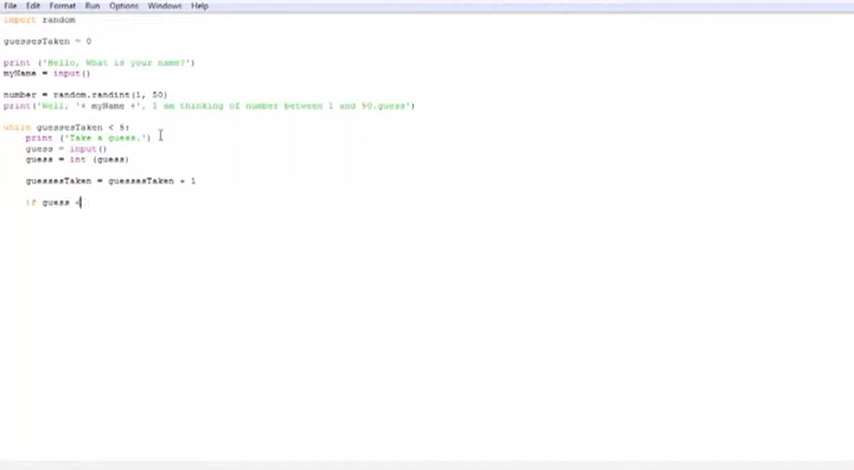 File Edit Format Run Options Windows Help
import random
guessesTaken = 0
print ('Hello, What is your name?')
myName = input()
number = random.randint(1, 50)
print('Well, '+ myName +', I am thinking of number between 1 and 50.guess')
while guessesTaken < 5:
print ('Take a guess.')
guess = input()
guess = int (guess)
guessesTaken = guessesTaken + 1
if guess <